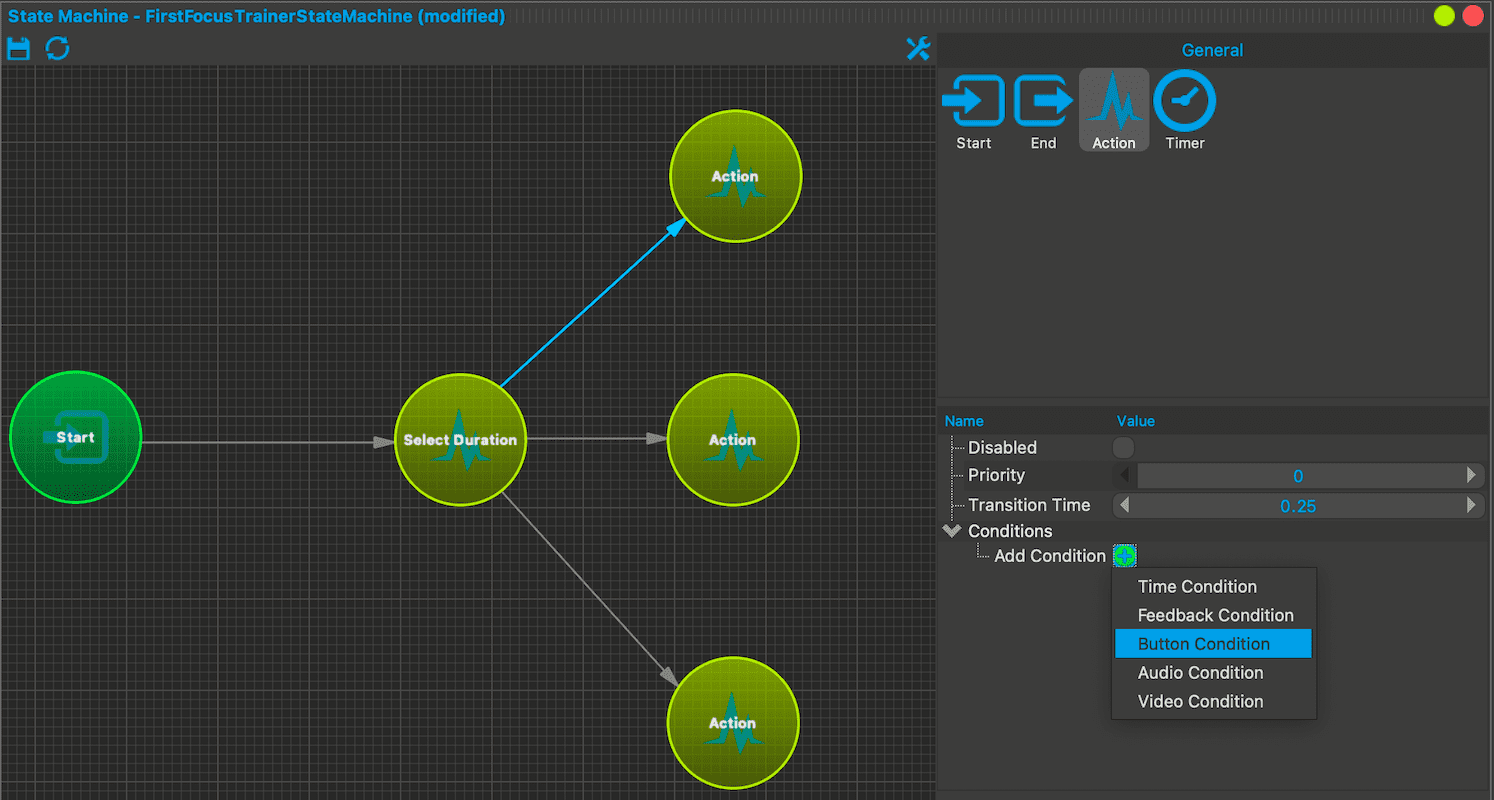 State Machine - FirstFocusTrainerStateMachine (modified)
General
Start
End
Action
Timer
Action
Start
Select Duration
Action
Action
Name
Value
Disabled
Priority
0
Transition Time
0.25
Conditions
Add Condition
Time Condition
Feedback Condition
Button Condition
Audio Condition
Video Condition